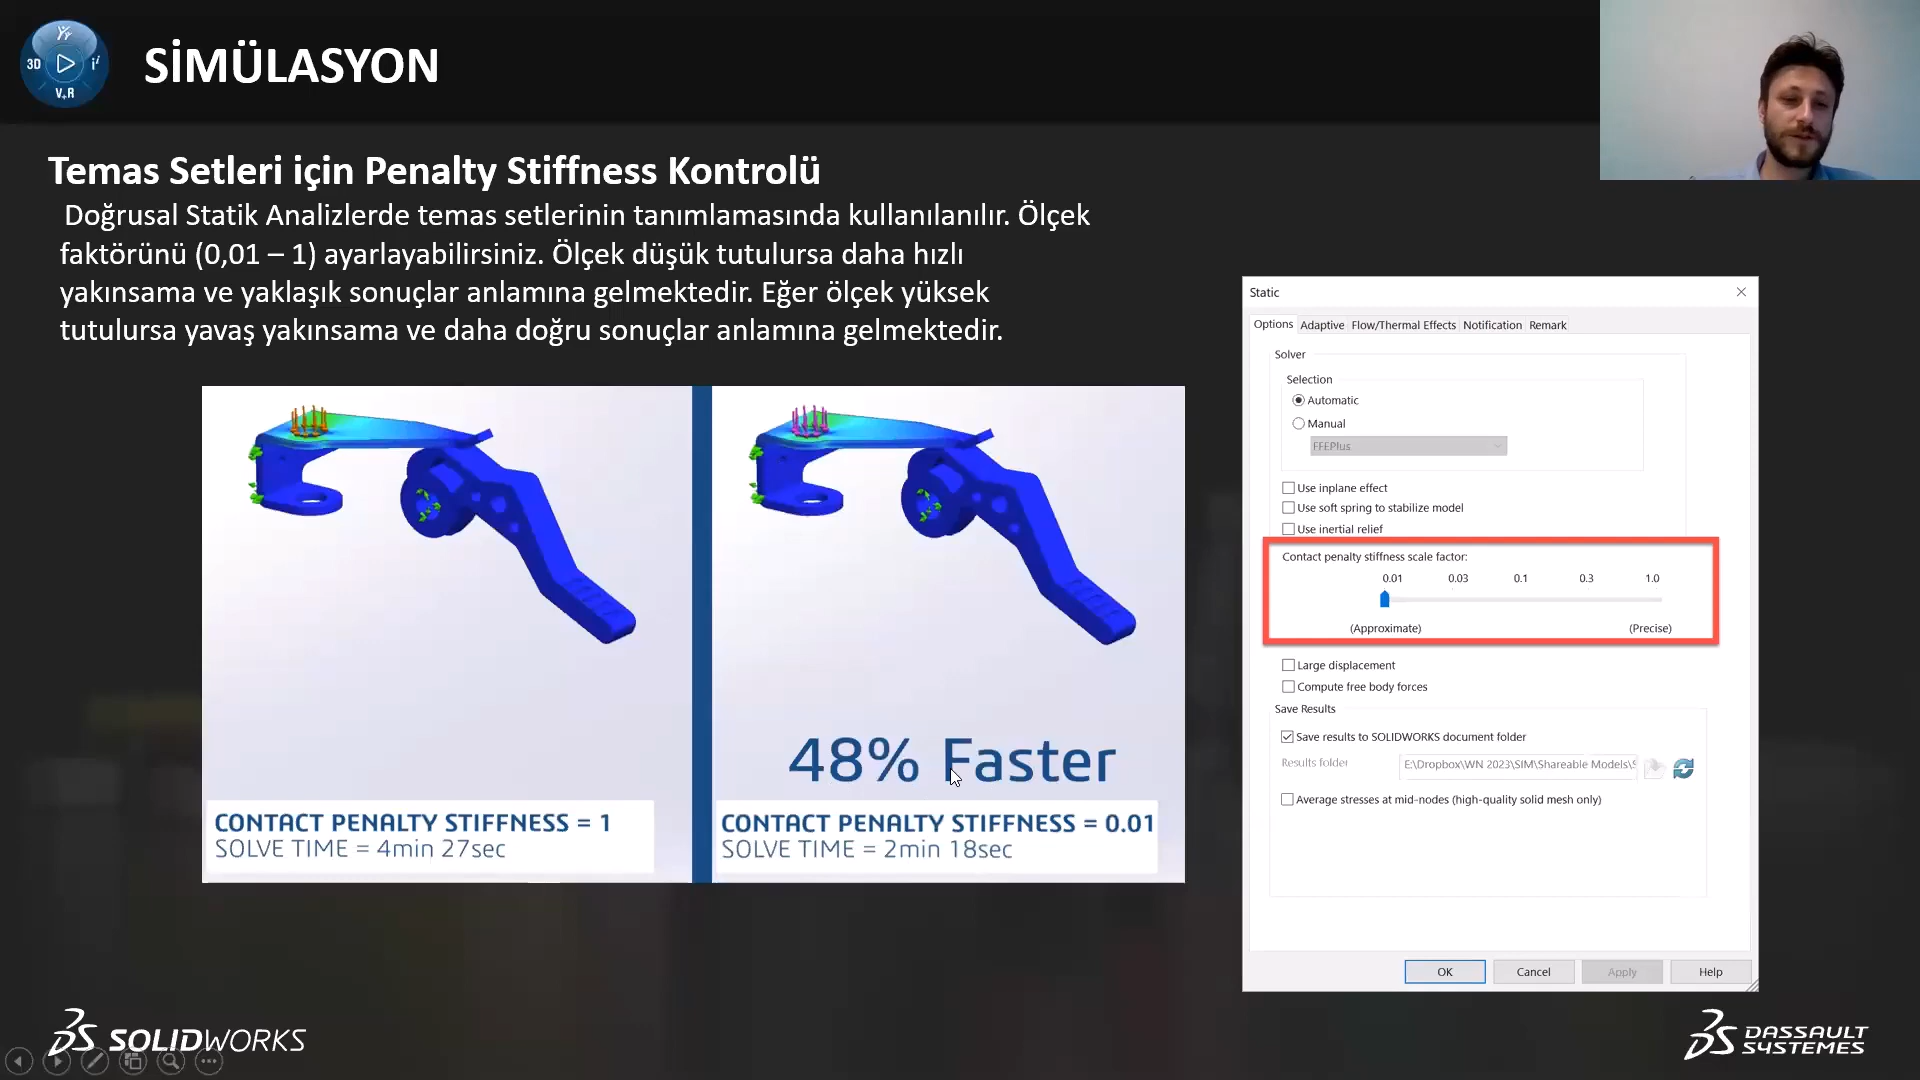 3D
V+R
SİMÜLASYON
Temas Setleri için Penalty Stiffness Kontrolü
Doğrusal Statik Analizlerde temas setlerinin tanımlamasında kullanılanılır. Ölçek
faktörünü (0,01 – 1) ayarlayabilirsiniz. Ölçek düşük tutulursa daha hızlı
yakınsama ve yaklaşık sonuçlar anlamına gelmektedir. Eğer ölçek yüksek
tutulursa yavaş yakınsama ve daha doğru sonuçlar anlamına gelmektedir.
CONTACT PENALTY STIFFNESS = 1
SOLVE TIME = 4min 27sec
48% Faster
CONTACT PENALTY STIFFNESS = 0.01
SOLVE TIME = 2min 18sec
Static
Options Adaptive Flow/Thermal Effects Notification Remark
Solver
Selection
Automatic
Manual
FFEPlus
Use inplane effect
Use soft spring to stabilize model
Use inertial relief
Contact penalty stiffness scale factor:
0.01 0.03 0.1 0.3 1.0
(Approximate) (Precise)
Large displacement
Compute free body forces
Save Results
Save results to SOLIDWORKS document folder
Results folder E:\Dropbox\WN 2023\SIM\Shareable Models\S
Average stresses at mid-nodes (high-quality solid mesh only)
OK Cancel Apply Help
SOLIDWORKS
DASSAULT
SYSTEMES